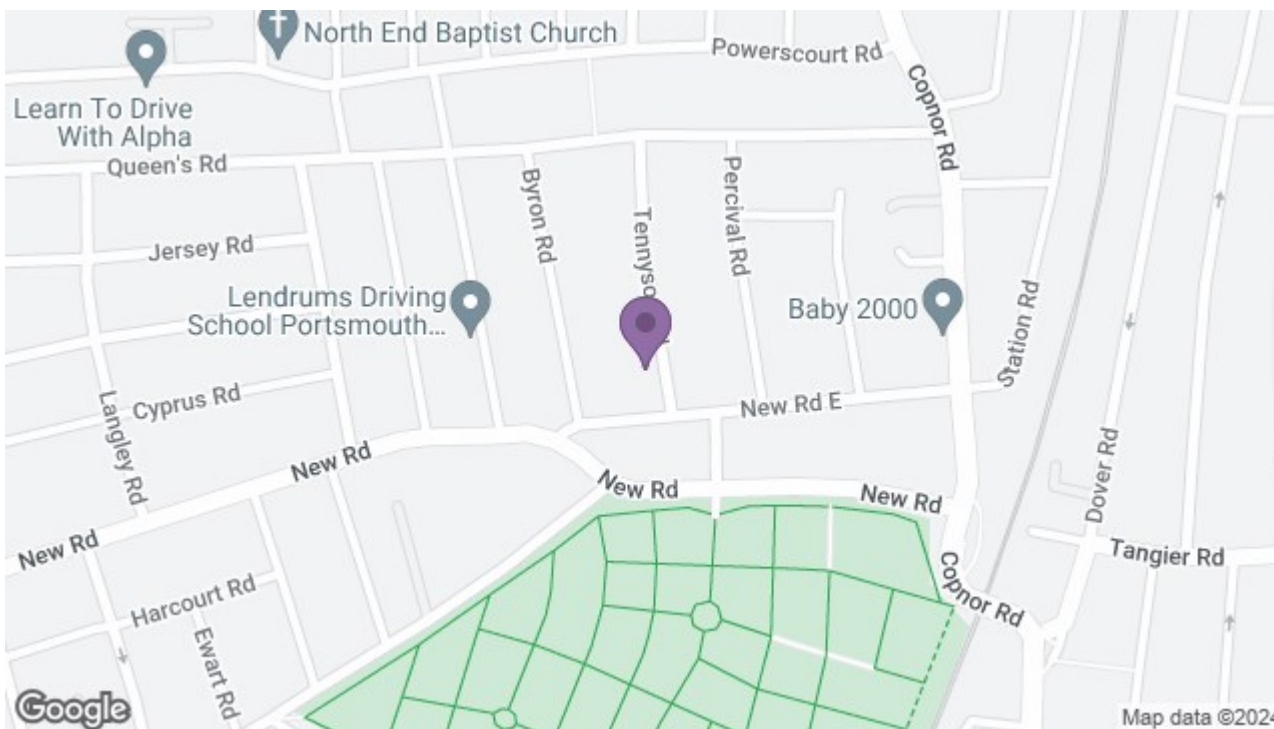 North End Baptist Church
Powerscourt Rd
Learn To Drive
With Alpha
Copnor Rd
Queen's Rd
Byron Rd
Percival Rd
Jersey Rd
Lendrums Driving
School Portsmouth...
Baby 2000
Station Rd
Cyprus Rd
Langley Rd
New Rd E
New Rd
New Rd
New Rd
New Rd
Dover Rd
Tangier Rd
Harcourt Rd
Copnor Rd
Ewart Rd
Google
Map data ©2024